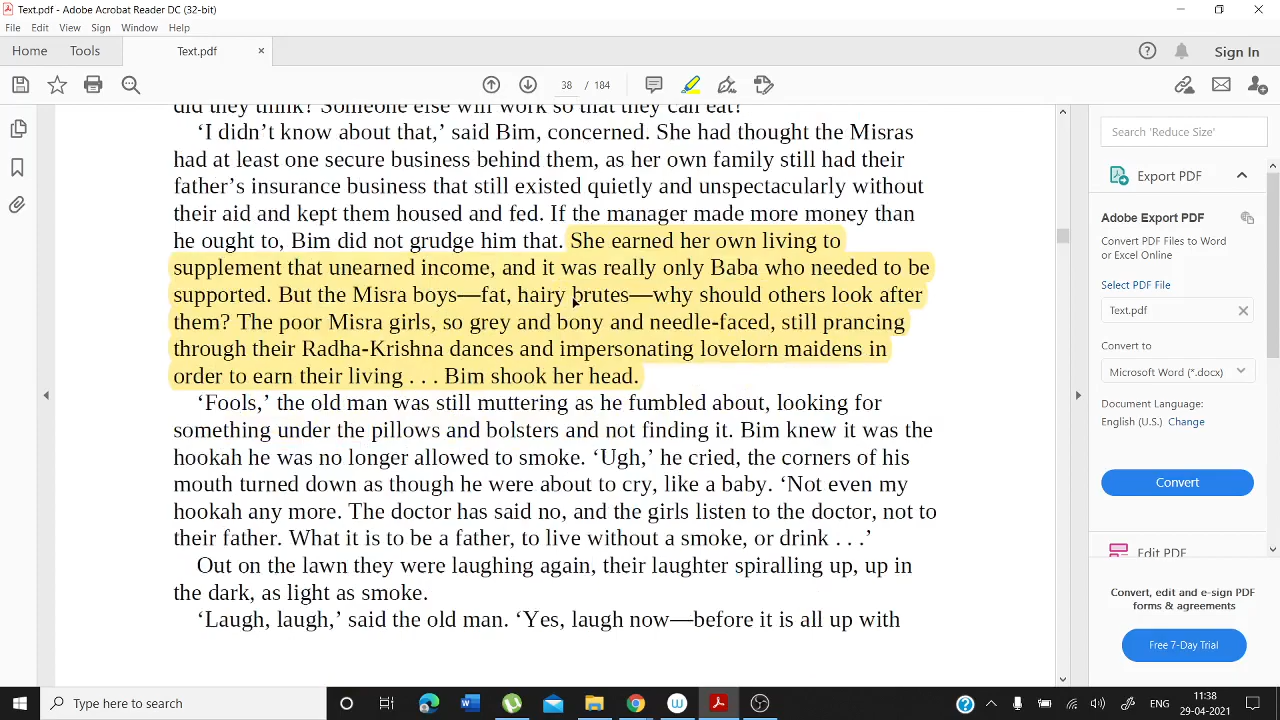 Text.pdf - Adobe Acrobat Reader DC (32-bit)
File Edit View Sign Window Help
Home Tools Text.pdf × Sign In
38 / 184
did they think? Someone else will work so that they can eat?
‘I didn’t know about that,’ said Bim, concerned. She had thought the Misras
had at least one secure business behind them, as her own family still had their
father’s insurance business that still existed quietly and unspectacularly without
their aid and kept them housed and fed. If the manager made more money than
he ought to, Bim did not grudge him that. She earned her own living to
supplement that unearned income, and it was really only Baba who needed to be
supported. But the Misra boys—fat, hairy brutes—why should others look after
them? The poor Misra girls, so grey and bony and needle-faced, still prancing
through their Radha-Krishna dances and impersonating lovelorn maidens in
order to earn their living . . . Bim shook her head.
‘Fools,’ the old man was still muttering as he fumbled about, looking for
something under the pillows and bolsters and not finding it. Bim knew it was the
hookah he was no longer allowed to smoke. ‘Ugh,’ he cried, the corners of his
mouth turned down as though he were about to cry, like a baby. ‘Not even my
hookah any more. The doctor has said no, and the girls listen to the doctor, not to
their father. What it is to be a father, to live without a smoke, or drink . . .’
Out on the lawn they were laughing again, their laughter spiralling up, up in
the dark, as light as smoke.
‘Laugh, laugh,’ said the old man. ‘Yes, laugh now—before it is all up with
Search 'Reduce Size'
Export PDF
Adobe Export PDF
Convert PDF Files to Word
or Excel Online
Select PDF File
Text.pdf
Convert to
Microsoft Word (*.docx)
Document Language:
English (U.S.) Change
Convert
Edit PDF
Convert, edit and e-sign PDF
forms & agreements
Free 7-Day Trial
Type here to search
ENG
11:38
29-04-2021